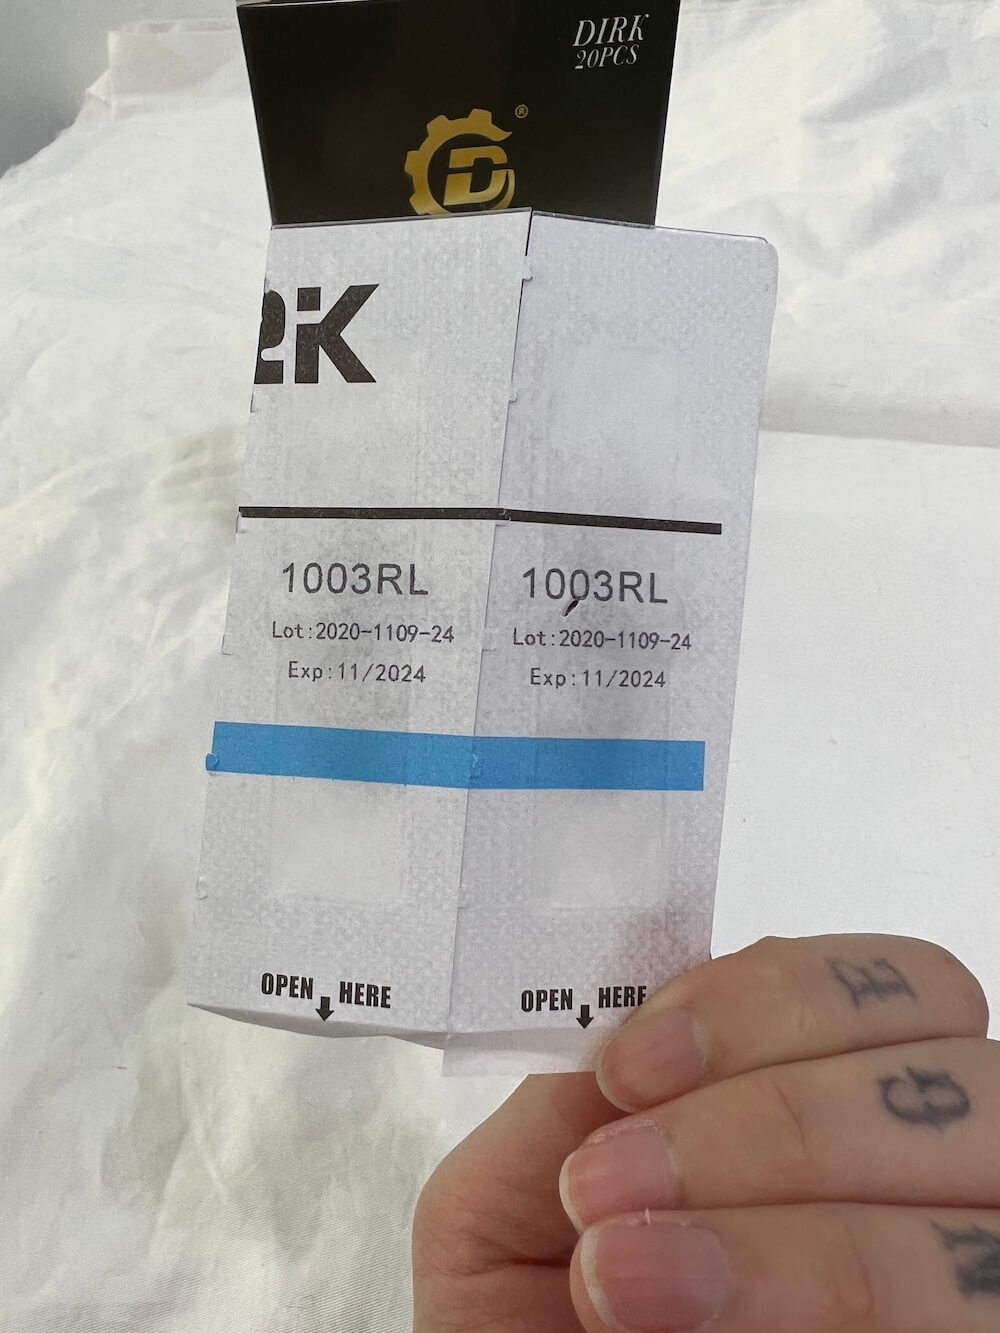 DIRK
20PCS
D
®
RK
1003RL
Lot:2020-1109-24
Exp:11/2024
OPEN HERE
1003RL
Lot:2020-1109-24
Exp:11/2024
OPEN HERE
E
G